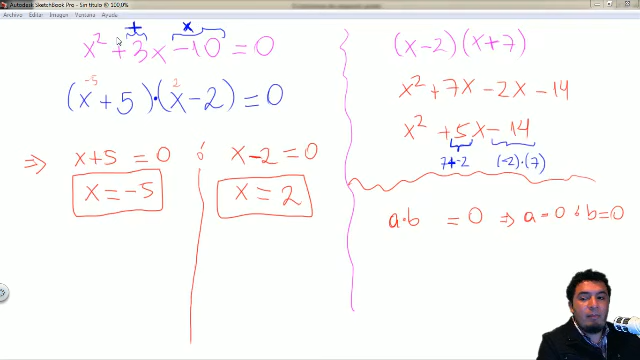 Autodesk SketchBook Pro - Sin título @ 100,0%
Archivo Editar Imagen Ventana Ayuda
+ x
x² + 3x - 10 = 0
-5 2
(x + 5) · (x - 2) = 0
⇒ x + 5 = 0 ó x - 2 = 0
x = -5 x = 2
(x - 2) (x + 7)
x² + 7x - 2x - 14
x² + 5x - 14
7 + -2 (-2) · (7)
a · b = 0 ⇒ a = 0 ó b = 0